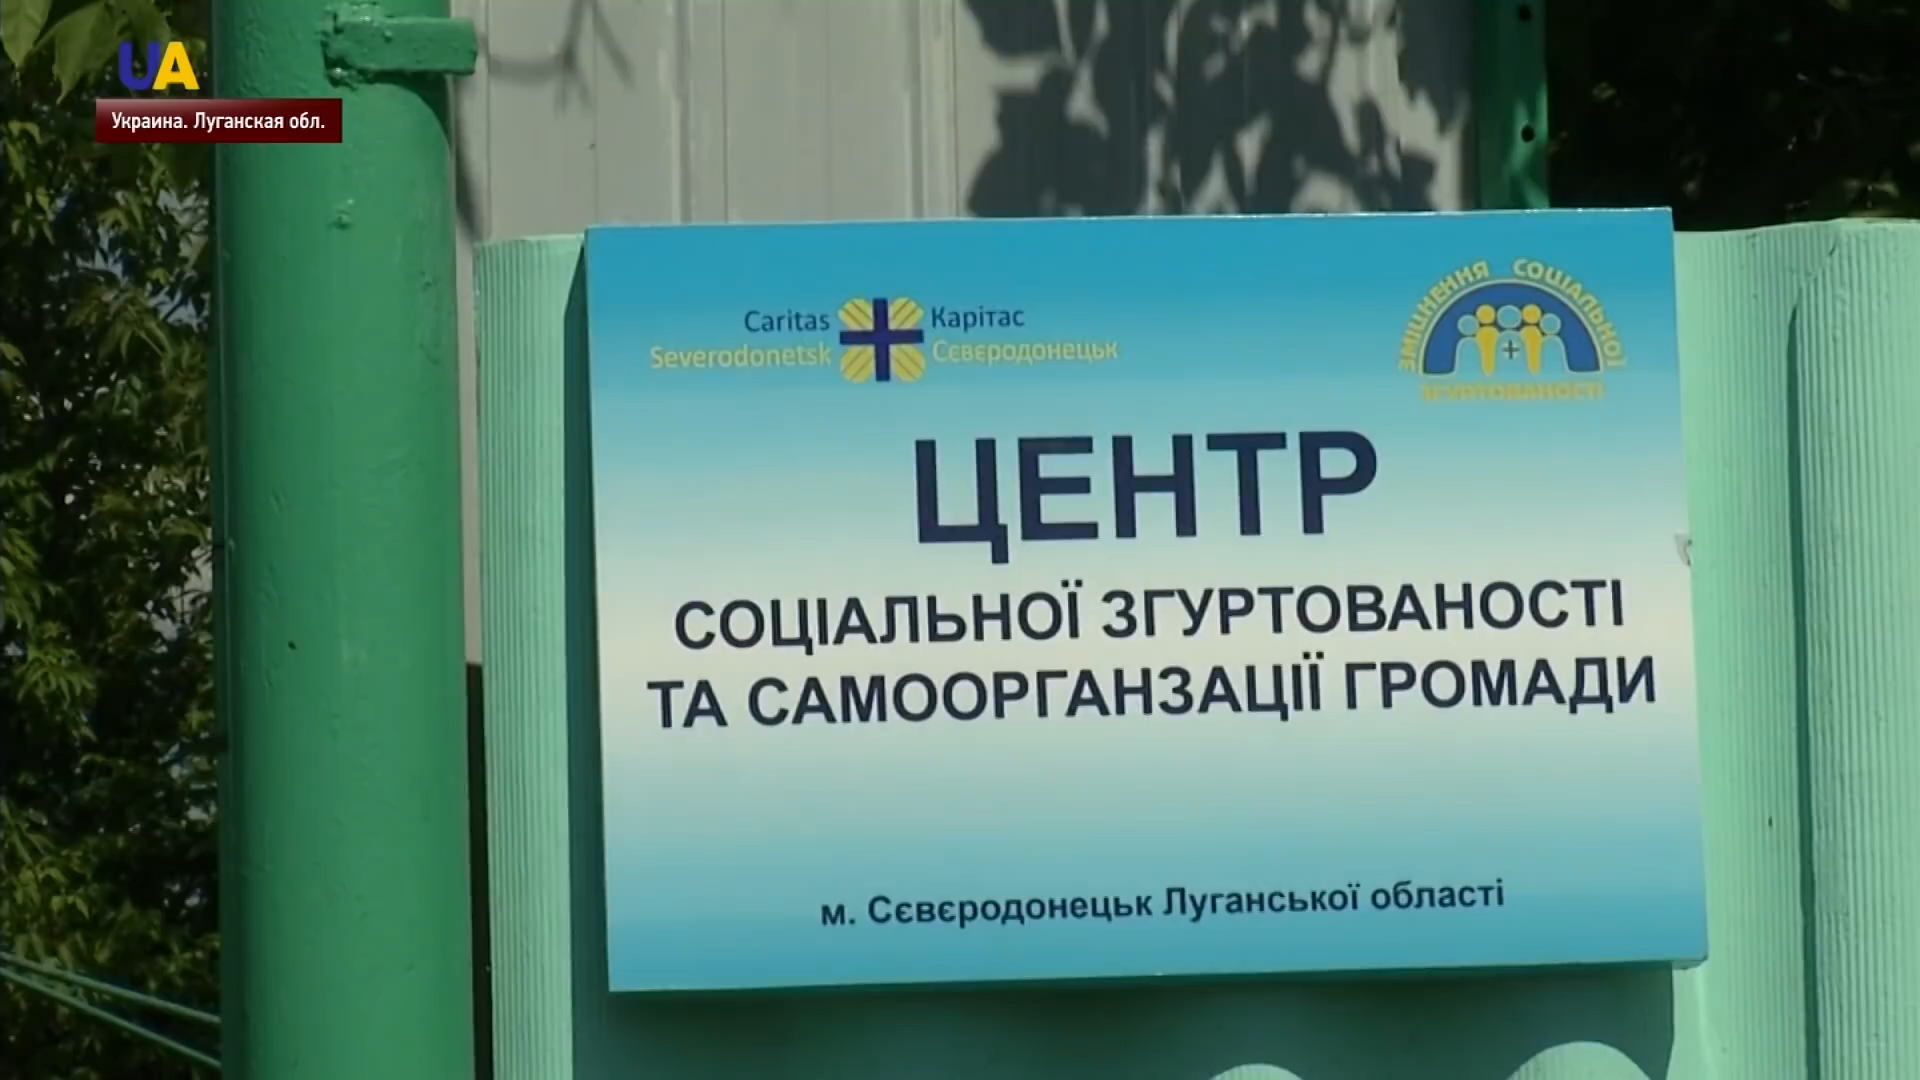 UA
Украина. Луганская обл.
Caritas
Severodonetsk
Карітас
Сєвєродонецьк
ЗМІЦНЕННЯ СОЦІАЛЬНОЇ
ЗГУРТОВАНОСТІ
ЦЕНТР
СОЦІАЛЬНОЇ ЗГУРТОВАНОСТІ
ТА САМООРГАНЗАЦІЇ ГРОМАДИ
м. Сєвєродонецьк Луганської області